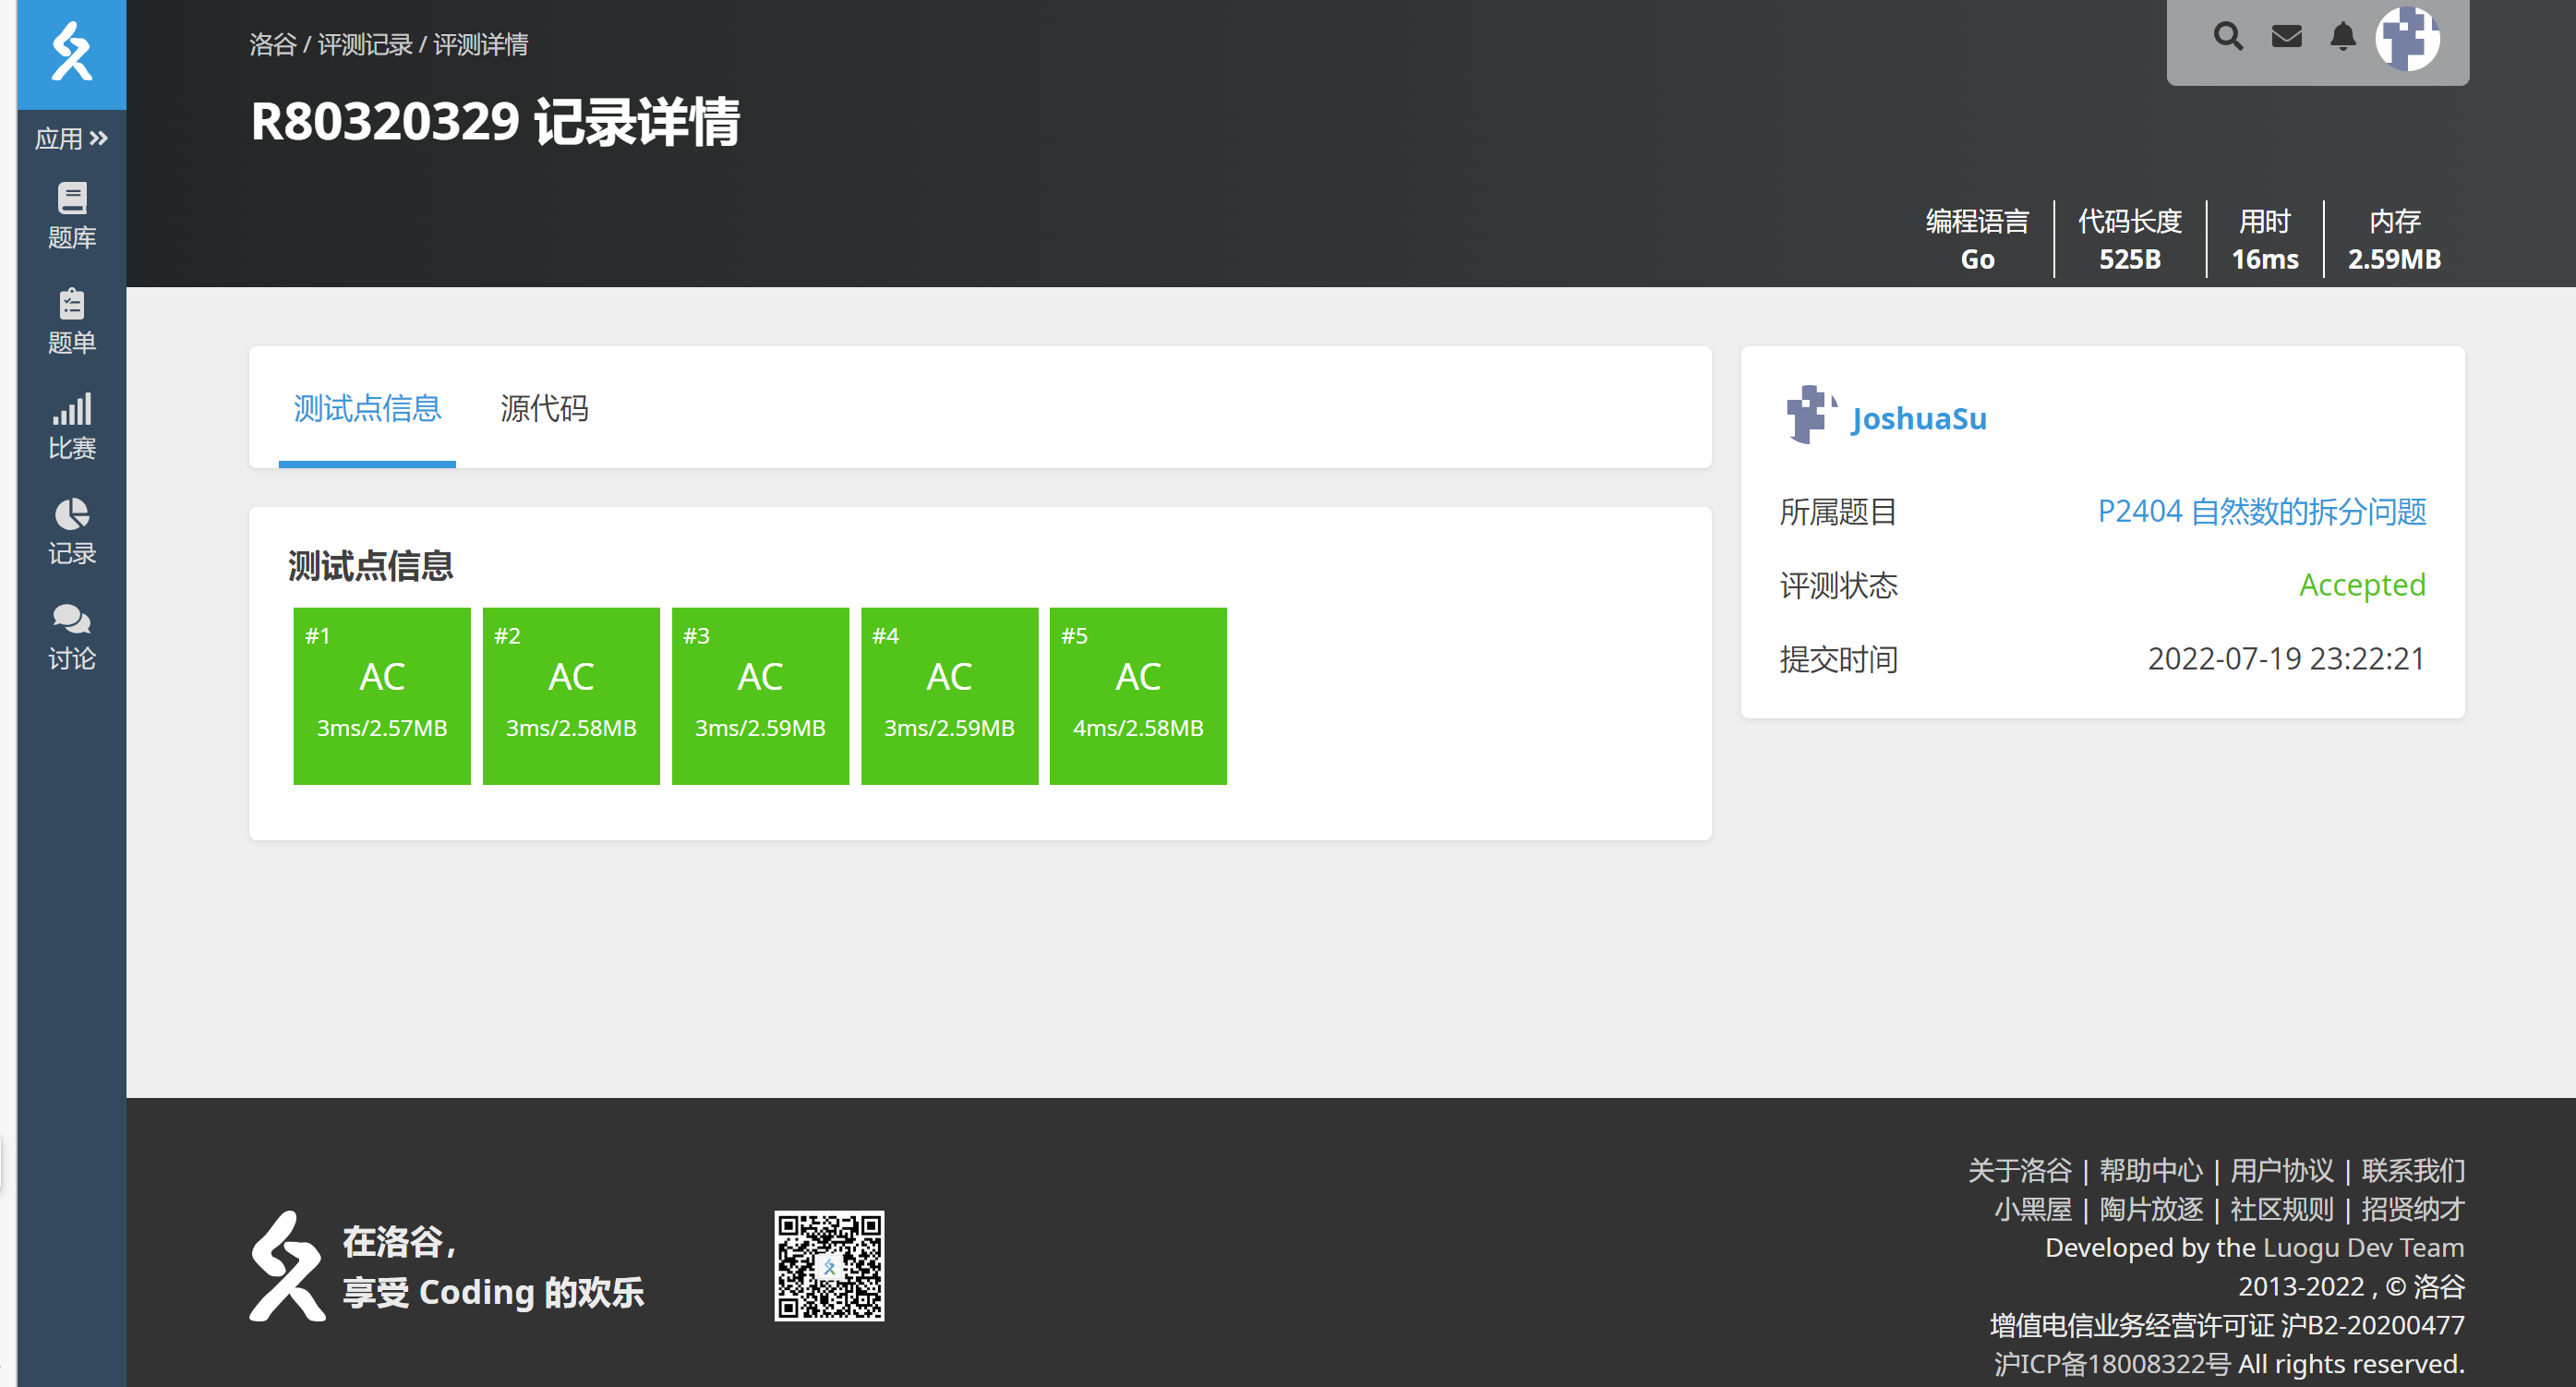 洛谷 / 评测记录 / 评测详情
R80320329 记录详情
应用
题库
题单
比赛
记录
讨论
编程语言
Go
代码长度
525B
用时
16ms
内存
2.59MB
测试点信息 源代码
测试点信息
#1
AC
3ms/2.57MB
#2
AC
3ms/2.58MB
#3
AC
3ms/2.59MB
#4
AC
3ms/2.59MB
#5
AC
4ms/2.58MB
JoshuaSu
所属题目 P2404 自然数的拆分问题
评测状态 Accepted
提交时间 2022-07-19 23:22:21
在洛谷，
享受 Coding 的欢乐
关于洛谷 | 帮助中心 | 用户协议 | 联系我们
小黑屋 | 陶片放逐 | 社区规则 | 招贤纳才
Developed by the Luogu Dev Team
2013-2022 , © 洛谷
增值电信业务经营许可证 沪B2-20200477
沪ICP备18008322号 All rights reserved.